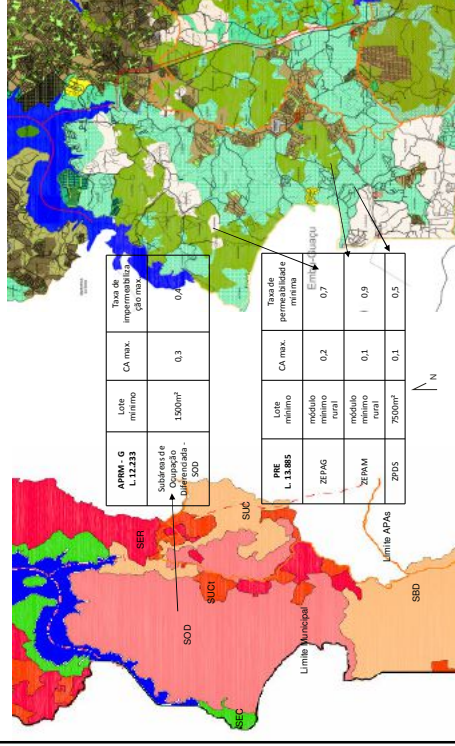 APRM - G
L. 12.233
Lote
mínimo
CA max.
Taxa de
impermeabiliza
ção max.
Subáreas de
Ocupação
Diferenciada -
SOD
1500m²
0,3
0,4
PRE
L. 13.885
Lote
mínimo
CA max.
Taxa de
permeabilidade
mínima
ZEPAG
módulo
mínimo
rural
0,2
0,7
ZEPAM
módulo
mínimo
rural
0,1
0,9
ZPDS
7500m²
0,1
0,5
SER
SUC
SUCt
SOD
SEC
SBD
Limite Municipal
Limite APAs
Embu-Guaçu
N